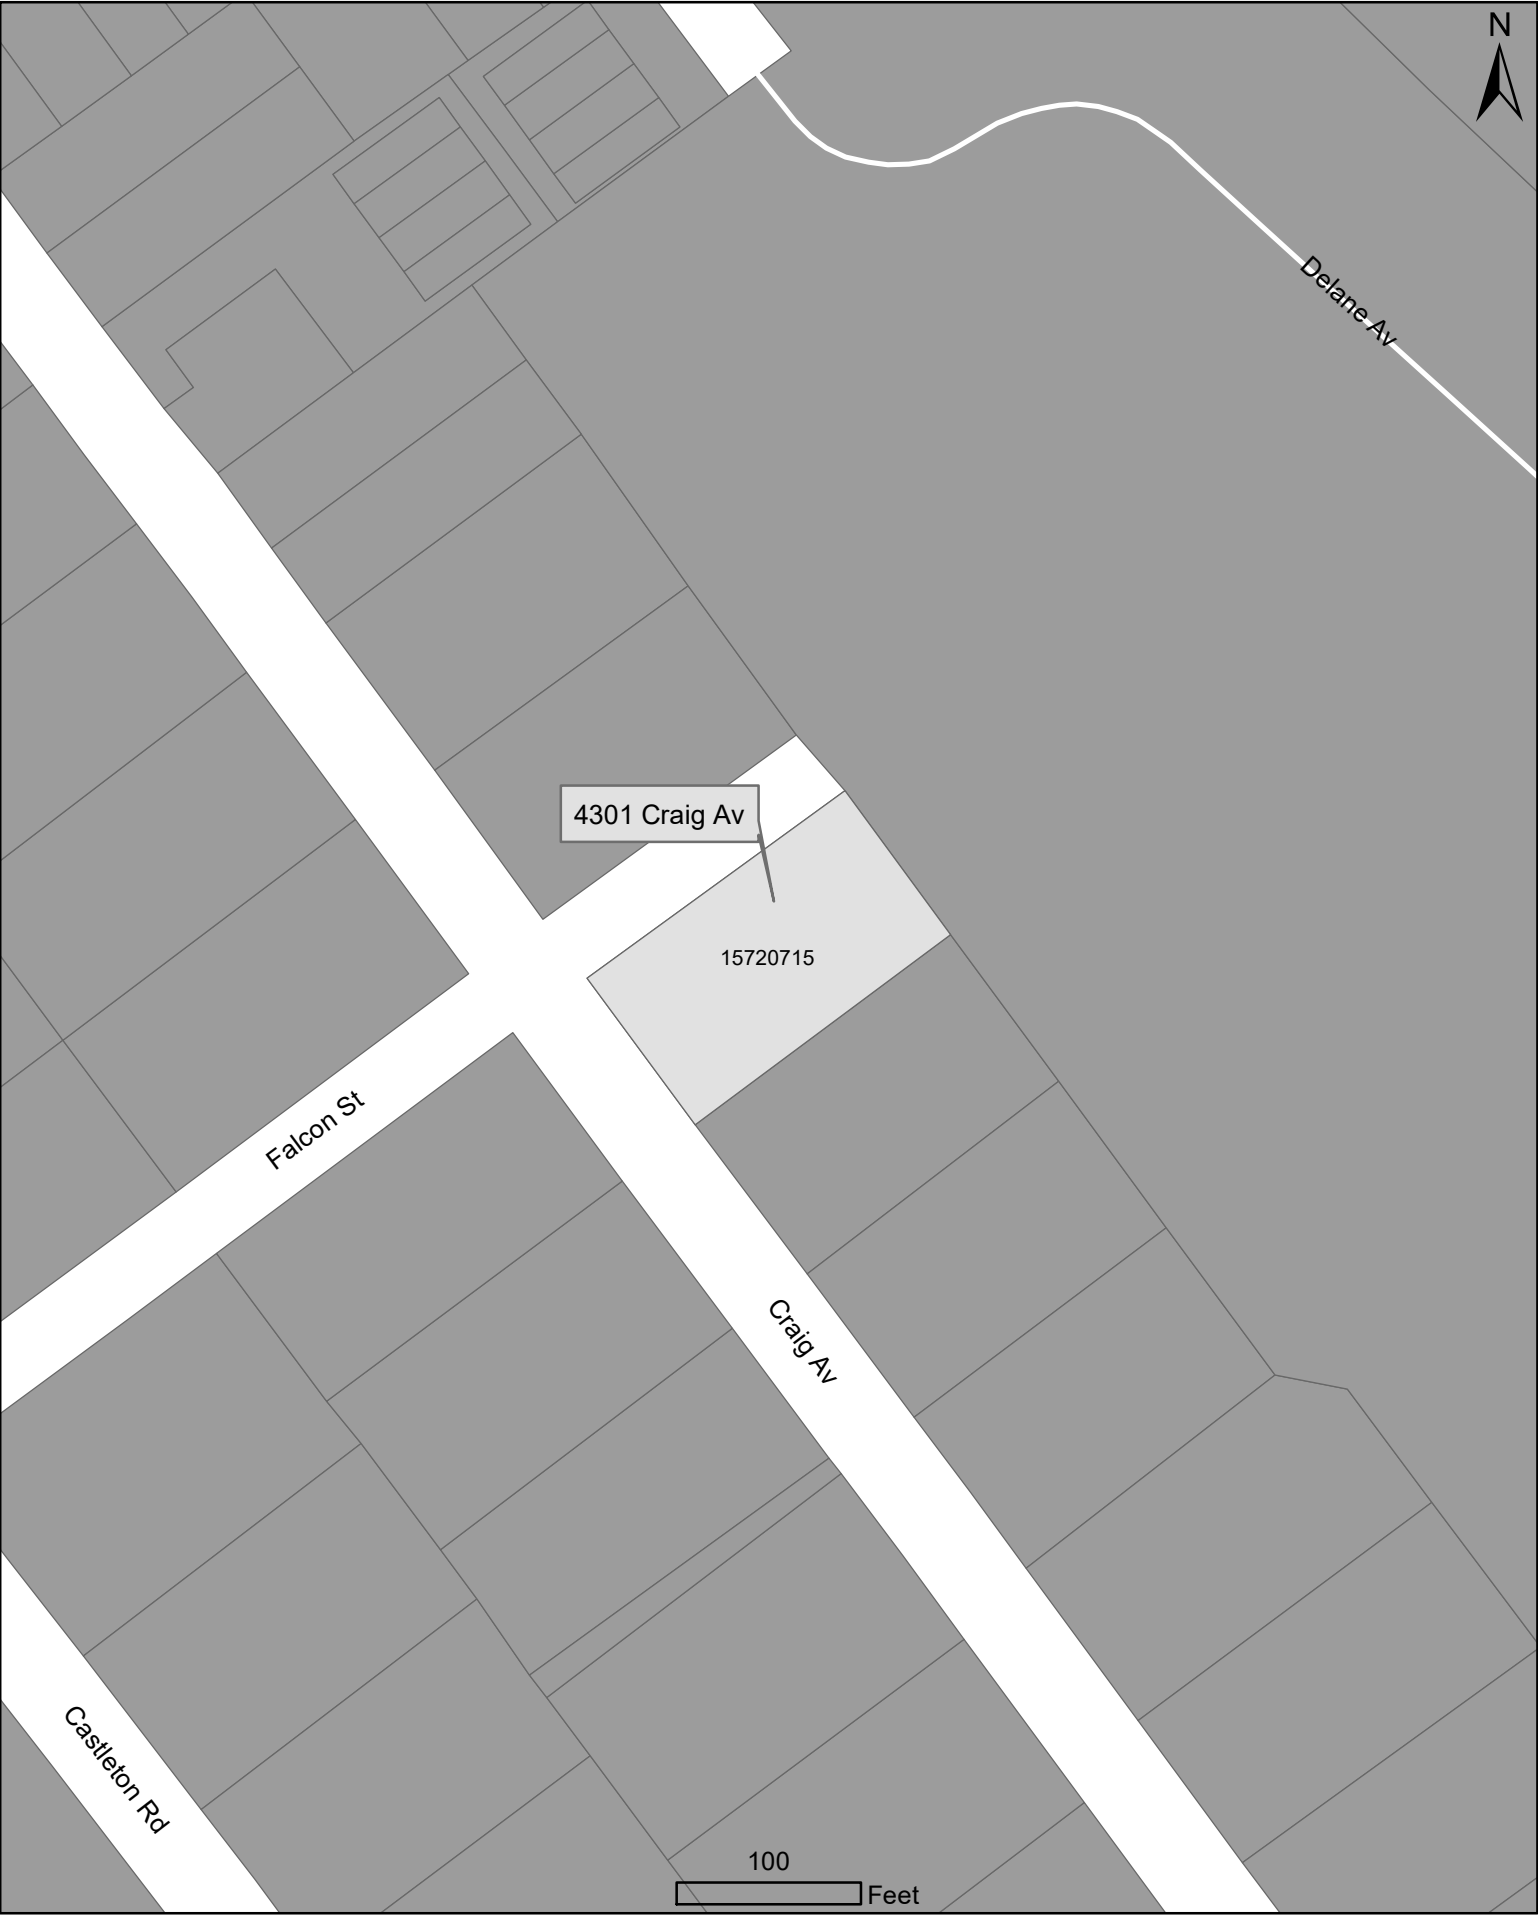 N
Delane Av
4301 Craig Av
15720715
Falcon St
Craig Av
Castleton Rd
100
Feet